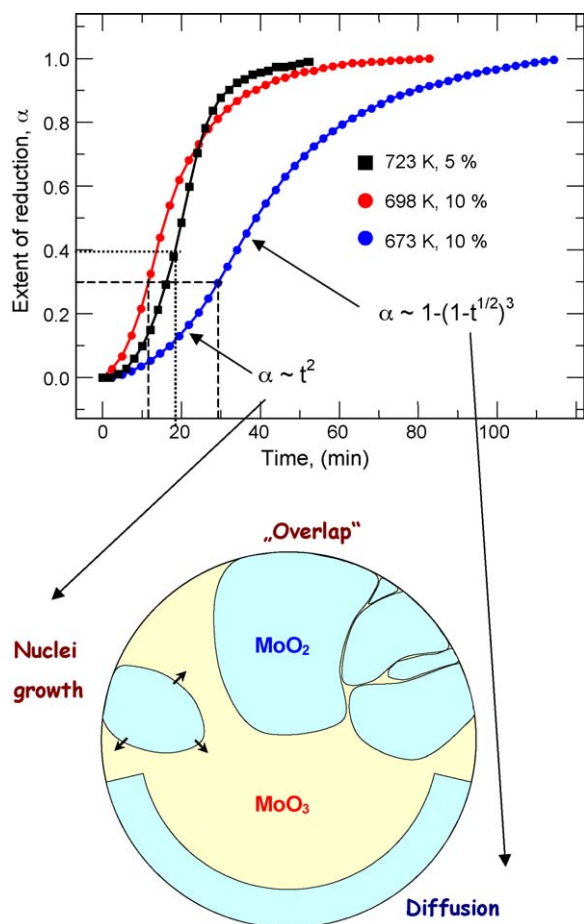 1.0
0.8
0.6
0.4
0.2
0.0
Extent of reduction, α
723 K, 5 %
698 K, 10 %
673 K, 10 %
α ~ 1-(1-t^{1/2})^3
α ~ t^2
0 20 40 60 80 100
Time, (min)
„Overlap“
MoO₂
Nuclei
growth
MoO₃
Diffusion